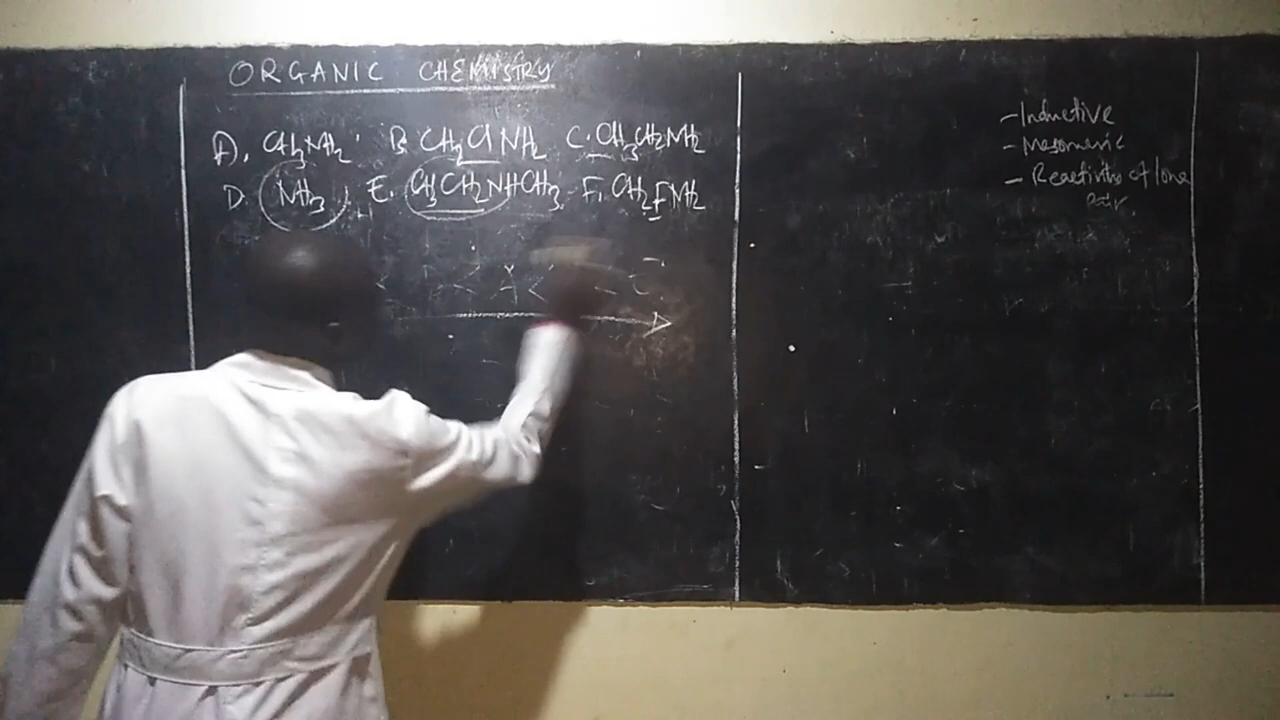 ORGANIC CHEMISTRY
A). CH3NH2 B. CH2ClNH2 C. CH3CH2NH2
D. NH3 E. CH3CH2NHCH3 F. CH2FNH2
< A <
- Inductive
- Mesomeric
- Reactivity of lone
Pair